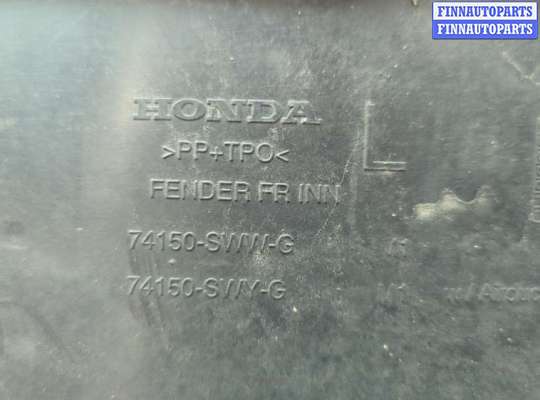 FINNAUTOPARTS
FINNAUTOPARTS
HONDA
>PP+TPO<
L
FENDER FR INN
74150-SWW-G
74150-SWY-G